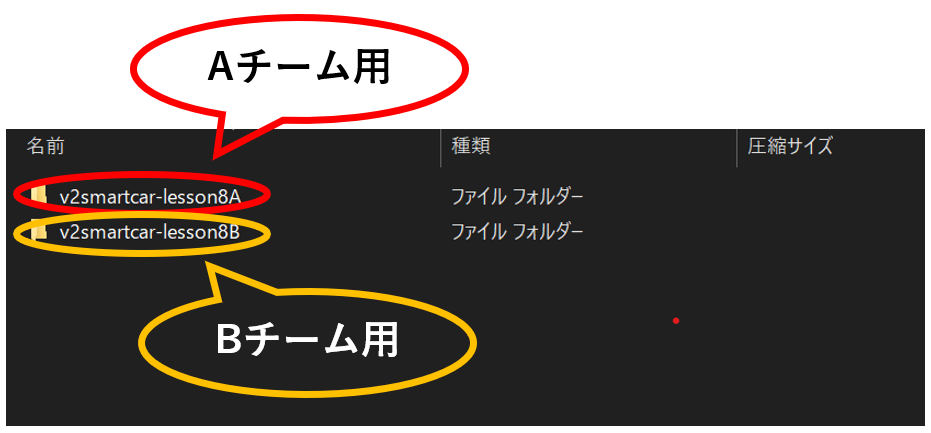 Aチーム用
名前 種類 圧縮サイズ
v2smartcar-lesson8A ファイル フォルダー
v2smartcar-lesson8B ファイル フォルダー
Bチーム用